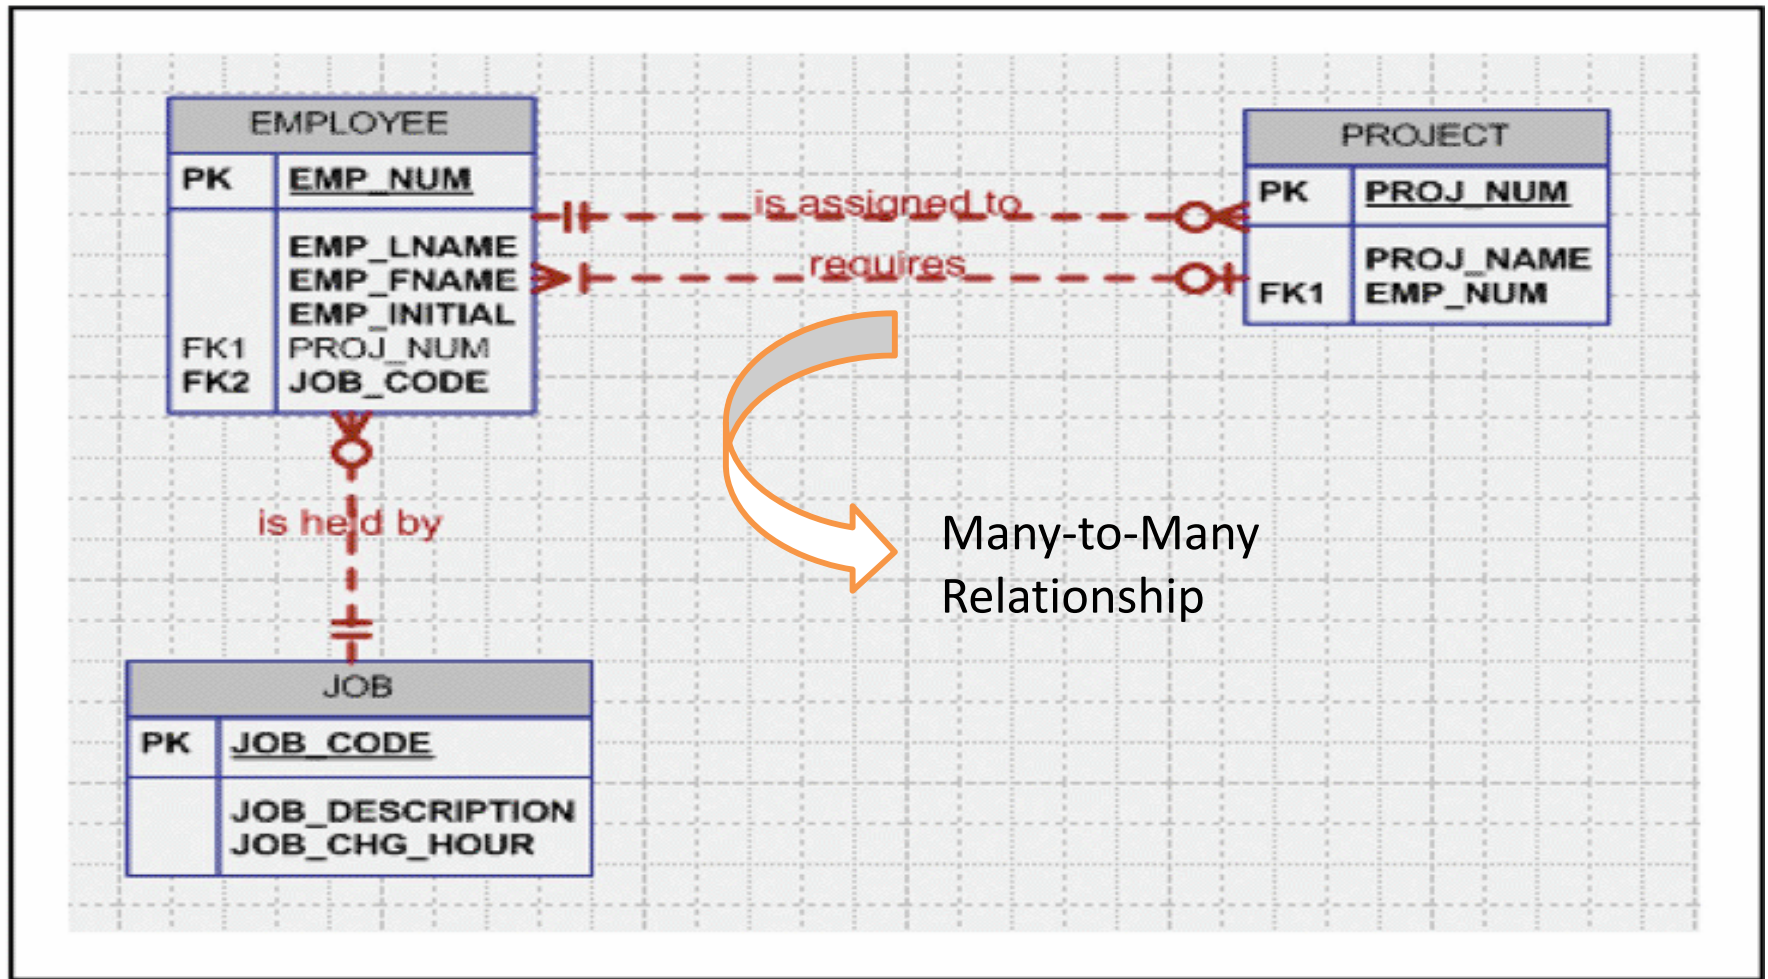 EMPLOYEE
PK EMP_NUM
EMP_LNAME
EMP_FNAME
EMP_INITIAL
FK1 PROJ_NUM
FK2 JOB_CODE
is assigned to
requires
PROJECT
PK PROJ_NUM
PROJ_NAME
FK1 EMP_NUM
is held by
Many-to-Many
Relationship
JOB
PK JOB_CODE
JOB_DESCRIPTION
JOB_CHG_HOUR